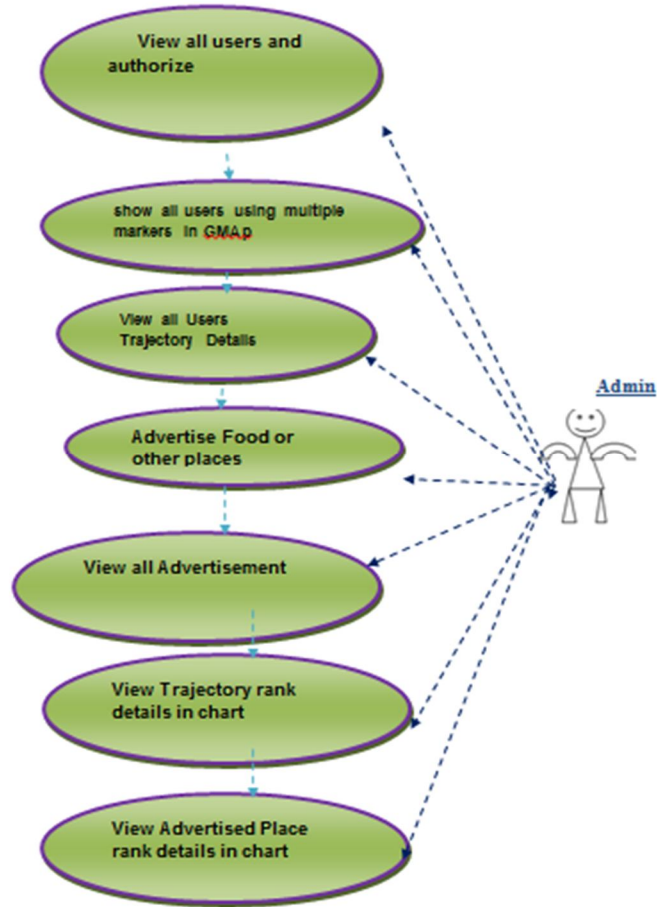 View all users and
authorize
show all users using multiple
markers in GMAp
View all Users
Trajectory Details
Admin
Advertise Food or
other places
View all Advertisement
View Trajectory rank
details in chart
View Advertised Place
rank details in chart